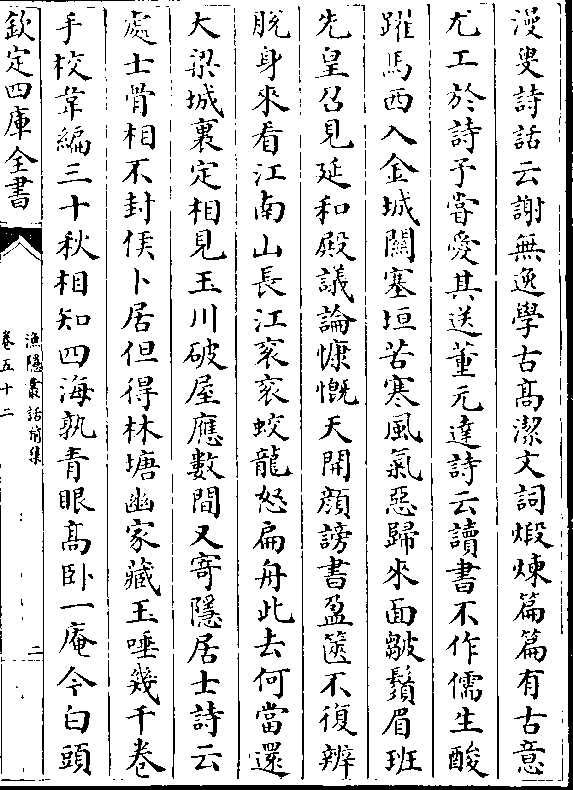 漫叟詩話云謝無逸學古高潔文詞煅煉篇篇有古意
尤工於詩予嘗愛其送董元達詩云讀書不作儒生酸
躍馬西入金城關塞垣苦寒風氣惡歸來面皺鬚眉班
先皇召見延和殿議論慷慨天開顔謗書盈篋不復辨
脱身來看江南山長江衮衮蛟龍怒扁舟此去何當還
大梁城裏定相見玉川破屋應數間又寄隱居士詩云
處士骨相不封侯卜居但得林塘幽家藏玉唾幾千卷
手校韋編三十秋相知四海孰青眼高卧一庵今白頭
欽定四庫全書
漁隱叢話前集
卷五十二
二